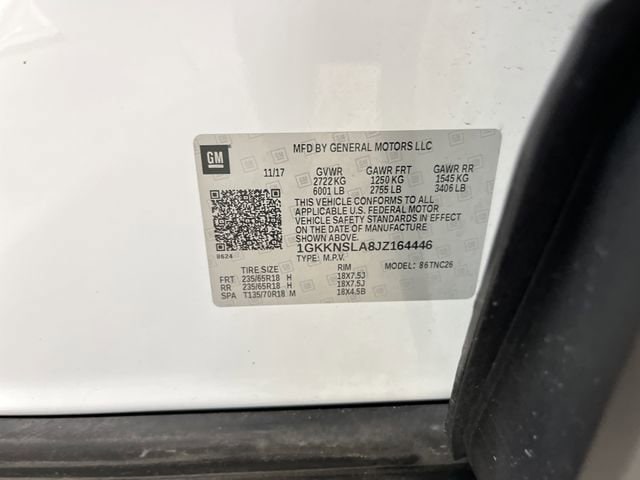 GM
MFD BY GENERAL MOTORS LLC
11/17 GVWR GAWR FRT GAWR RR
2722 KG 1250 KG 1545 KG
6001 LB 2755 LB 3406 LB
THIS VEHICLE CONFORMS TO ALL
APPLICABLE U.S. FEDERAL MOTOR
VEHICLE SAFETY STANDARDS IN EFFECT
ON THE DATE OF MANUFACTURE
SHOWN ABOVE.
8624 1GKKNSLA8JZ164446
TYPE: M.P.V. MODEL: 86TNC26
TIRE SIZE RIM
FRT 235/65R18 H 18X7.5J
RR 235/65R18 H 18X7.5J
SPA T135/70R18 M 18X4.5B